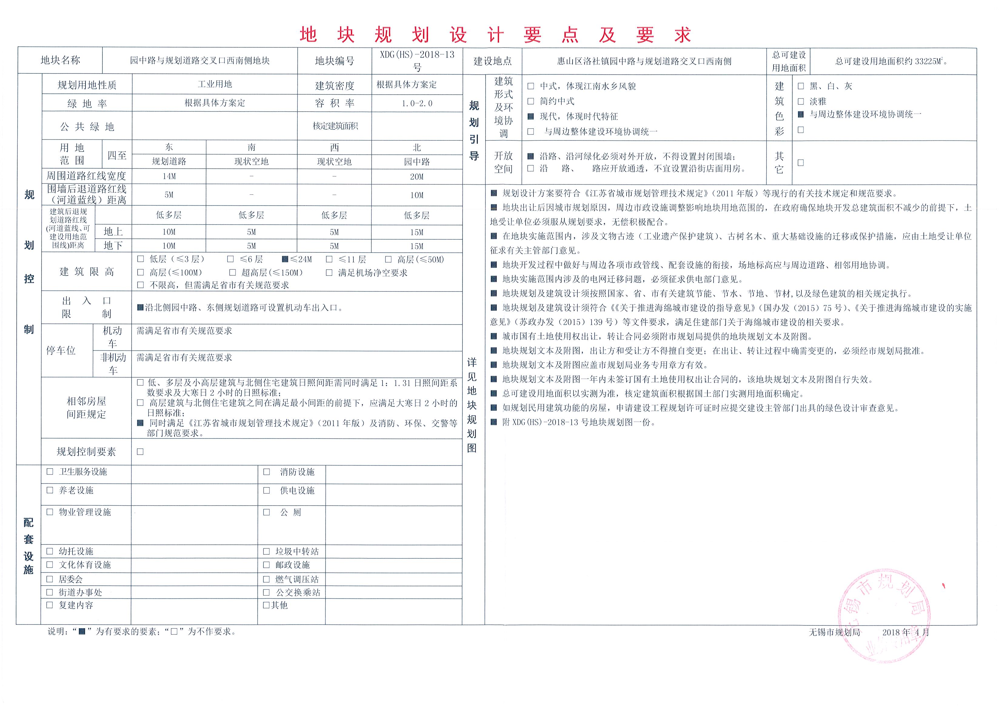 地块规划设计要点及要求
地块名称 园中路与规划道路交叉口西南侧地块 地块编号 XDG(HS)-2018-13号 建设地点 惠山区洛社镇园中路与规划道路交叉口西南侧 总可建设用地面积 总可建设用地面积约33225M²。
规划控制
规划用地性质 工业用地 建筑密度 根据具体方案定
绿地率 根据具体方案定 容积率 1.0-2.0
公共绿地 核定建筑面积
用地范围 四至 东 南 西 北
规划道路 现状空地 现状空地 园中路
周围道路红线宽度 14M - - 20M
围墙后退道路红线（河道蓝线）距离 5M - - 10M
建筑后退规划道路红线(河道蓝线、可建设用地范围线)距离 低多层 低多层 低多层 低多层
地上 10M 5M 5M 15M
地下 10M 5M 5M 15M
建筑限高
□ 低层（≤3层） □ ≤6层 ■≤24M □ ≤11层 □ 高层(≤50M)
□ 高层(≤100M) □ 超高层(≤150M) □ 满足机场净空要求
□ 不限高，但需满足省市有关规范要求
出入口限制 ■沿北侧园中路、东侧规划道路可设置机动车出入口。
停车位 机动车 需满足省市有关规范要求
非机动车 需满足省市有关规范要求
相邻房屋间距规定
□ 低、多层及小高层建筑与北侧住宅建筑日照间距需同时满足1：1.31日照间距系
数要求及大寒日2小时的日照标准；
□ 高层建筑与北侧住宅建筑之间在满足最小间距的前提下，应满足大寒日2小时的
日照标准；
■ 同时满足《江苏省城市规划管理技术规定》（2011年版）及消防、环保、交警等
部门规范要求。
规划控制要素 □
配套设施
□ 卫生服务设施 □ 消防设施
□ 养老设施 □ 供电设施
□ 物业管理设施 □ 公厕
□ 幼托设施 □ 垃圾中转站
□ 文化体育设施 □ 邮政设施
□ 居委会 □ 燃气调压站
□ 街道办事处 □ 公交换乘站
□ 复建内容 □其他
规划引导
建筑形式及环境协调
□ 中式，体现江南水乡风貌
□ 简约中式
■ 现代，体现时代特征
□ 与周边整体建设环境协调统一
建筑色彩
□ 黑、白、灰
□ 淡雅
■ 与周边整体建设环境协调统一
□
开放空间
■ 沿路、沿河绿化必须对外开放，不得设置封闭围墙；
□ 沿 路、 路应开放通透，不宜设置沿街店面用房。
其它 □
详见地块规划图
■ 规划设计方案要符合《江苏省城市规划管理技术规定》（2011年版）等现行的有关技术规定和规范要求。
■ 地块出让后因城市规划原因，周边市政设施调整影响地块用地范围的，在政府确保地块开发总建筑面积不减少的前提下，土
地受让单位必须服从规划要求，无偿积极配合。
■ 在地块实施范围内，涉及文物古迹（工业遗产保护建筑）、古树名木、重大基础设施的迁移或保护措施，应由土地受让单位
征求有关主管部门意见。
■ 地块开发过程中做好与周边各项市政管线、配套设施的衔接，场地标高应与周边道路、相邻用地协调。
■ 地块实施范围内涉及的电网迁移问题，必须征求供电部门意见。
■ 地块规划及建筑设计须按照国家、省、市有关建筑节能、节水、节地、节材,以及绿色建筑的相关规定执行。
■ 地块规划及建筑设计须符合《《关于推进海绵城市建设的指导意见》（国办发（2015）75号）、《关于推进海绵城市建设的实施
意见》（苏政办发（2015）139号）等文件要求，满足住建部门关于海绵城市建设的相关要求。
■ 城市国有土地使用权出让，转让合同必须附市规划局提供的地块规划文本及附图。
■ 地块规划文本及附图，出让方和受让方不得擅自变更；在出让、转让过程中确需变更的，必须经市规划局批准。
■ 地块规划文本及附图应盖市规划局业务专用章方有效。
■ 地块规划文本及附图一年内未签订国有土地使用权出让合同的，该地块规划文本及附图自行失效。
■ 总可建设用地面积以实测为准，核定建筑面积根据国土部门实测用地面积确定。
■ 如规划民用建筑功能的房屋，申请建设工程规划许可证时应提交建设主管部门出具的绿色设计审查意见。
■ 附XDG(HS)-2018-13号地块规划图一份。
说明：“■”为有要求的要素；“□”为不作要求。
无锡市规划局 2018年 4月
无锡市规划局
业务专用章